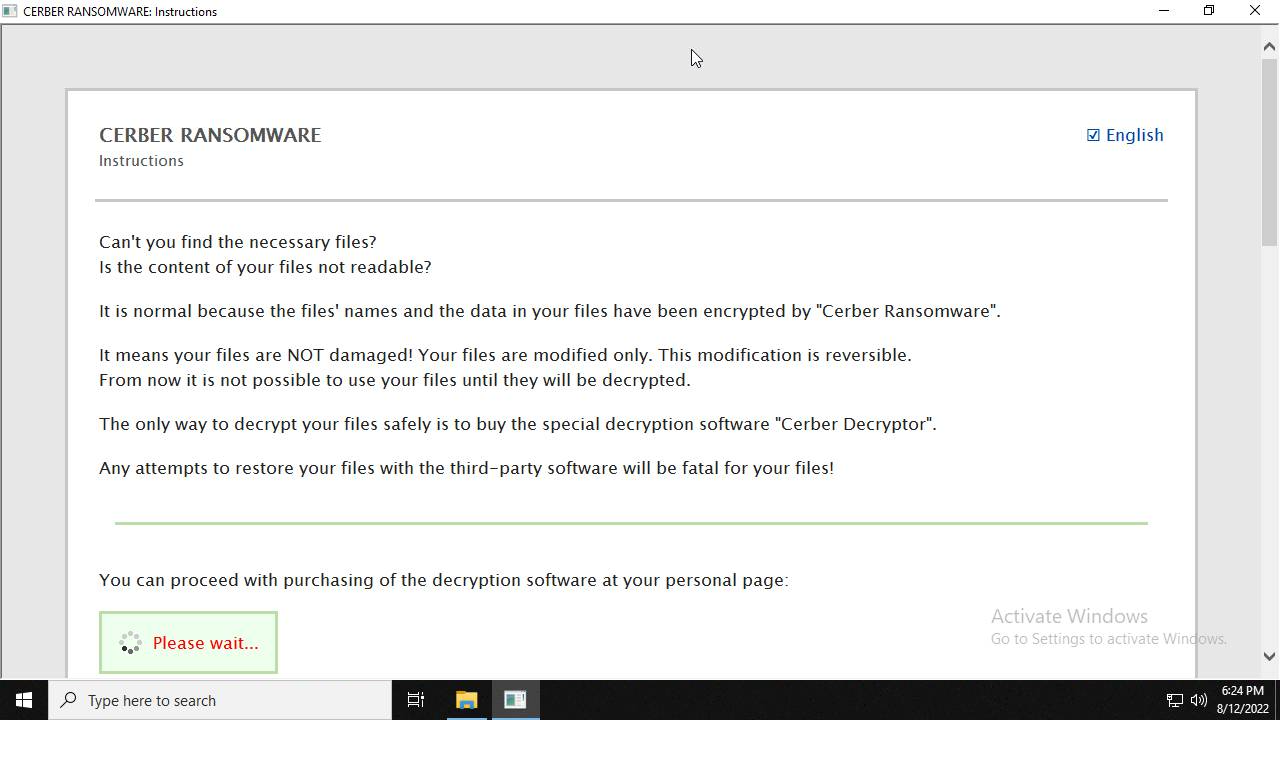 CERBER RANSOMWARE: Instructions
CERBER RANSOMWARE
English
Instructions
Can't you find the necessary files?
Is the content of your files not readable?
It is normal because the files' names and the data in your files have been encrypted by "Cerber Ransomware".
It means your files are NOT damaged! Your files are modified only. This modification is reversible.
From now it is not possible to use your files until they will be decrypted.
The only way to decrypt your files safely is to buy the special decryption software "Cerber Decryptor".
Any attempts to restore your files with the third-party software will be fatal for your files!
You can proceed with purchasing of the decryption software at your personal page:
Please wait...
Activate Windows
Go to Settings to activate Windows.
Type here to search
6:24 PM
8/12/2022